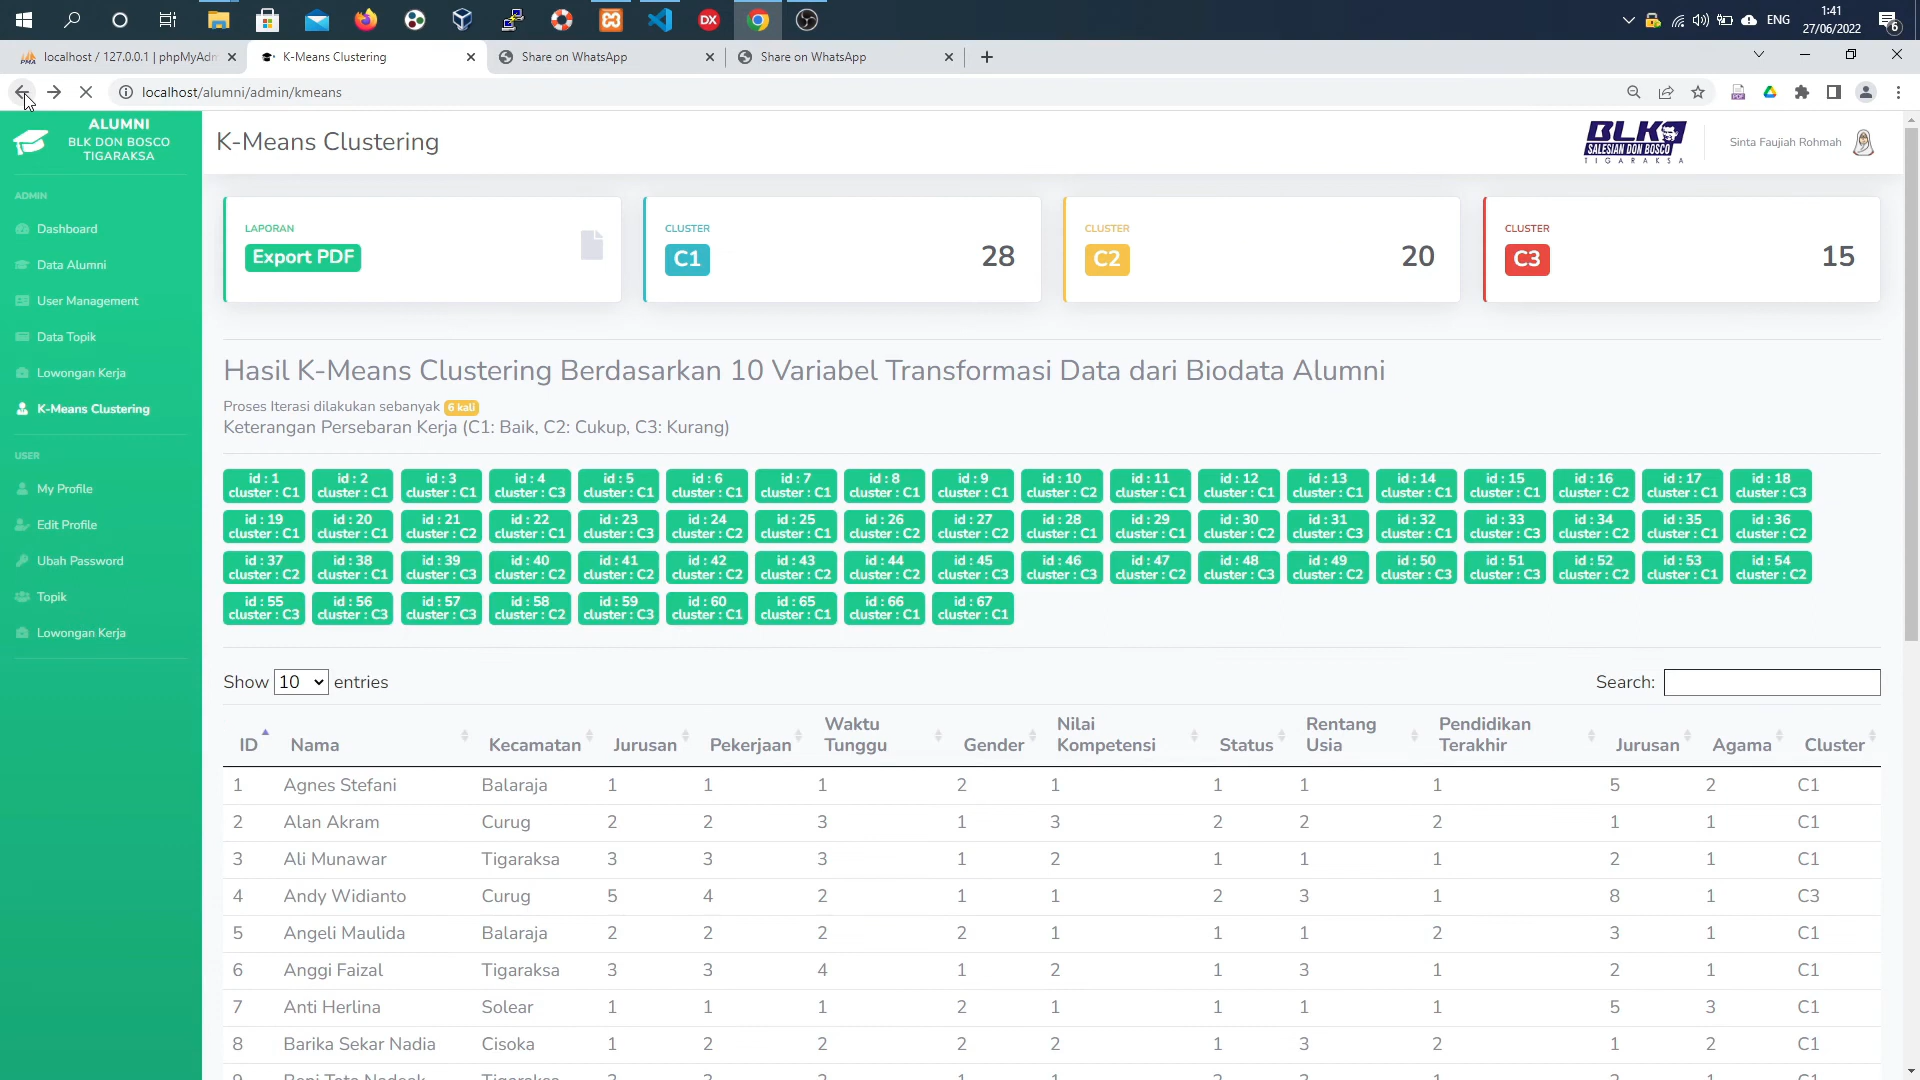 ENG
1:41
27/06/2022
6
localhost / 127.0.0.1 | phpMyAdm
K-Means Clustering
Share on WhatsApp
Share on WhatsApp
localhost/alumni/admin/kmeans
ALUMNI
BLK DON BOSCO
TIGARAKSA
K-Means Clustering
BLK
SALESIAN DON BOSCO
TIGARAKSA
Sinta Faujiah Rohmah
ADMIN
Dashboard
Data Alumni
User Management
Data Topik
Lowongan Kerja
K-Means Clustering
USER
My Profile
Edit Profile
Ubah Password
Topik
Lowongan Kerja
LAPORAN
Export PDF
CLUSTER
C1 28
CLUSTER
C2 20
CLUSTER
C3 15
Hasil K-Means Clustering Berdasarkan 10 Variabel Transformasi Data dari Biodata Alumni
Proses Iterasi dilakukan sebanyak 6 kali
Keterangan Persebaran Kerja (C1: Baik, C2: Cukup, C3: Kurang)
id : 1 id : 2 id : 3 id : 4 id : 5 id : 6 id : 7 id : 8 id : 9 id : 10 id : 11 id : 12 id : 13 id : 14 id : 15 id : 16 id : 17 id : 18
cluster : C1 cluster : C1 cluster : C1 cluster : C3 cluster : C1 cluster : C1 cluster : C1 cluster : C1 cluster : C1 cluster : C2 cluster : C1 cluster : C1 cluster : C1 cluster : C1 cluster : C1 cluster : C2 cluster : C1 cluster : C3
id : 19 id : 20 id : 21 id : 22 id : 23 id : 24 id : 25 id : 26 id : 27 id : 28 id : 29 id : 30 id : 31 id : 32 id : 33 id : 34 id : 35 id : 36
cluster : C1 cluster : C1 cluster : C2 cluster : C1 cluster : C3 cluster : C2 cluster : C1 cluster : C2 cluster : C2 cluster : C1 cluster : C1 cluster : C2 cluster : C3 cluster : C1 cluster : C3 cluster : C2 cluster : C1 cluster : C2
id : 37 id : 38 id : 39 id : 40 id : 41 id : 42 id : 43 id : 44 id : 45 id : 46 id : 47 id : 48 id : 49 id : 50 id : 51 id : 52 id : 53 id : 54
cluster : C2 cluster : C1 cluster : C3 cluster : C2 cluster : C2 cluster : C2 cluster : C2 cluster : C2 cluster : C3 cluster : C3 cluster : C2 cluster : C3 cluster : C2 cluster : C3 cluster : C3 cluster : C2 cluster : C1 cluster : C2
id : 55 id : 56 id : 57 id : 58 id : 59 id : 60 id : 65 id : 66 id : 67
cluster : C3 cluster : C3 cluster : C3 cluster : C2 cluster : C3 cluster : C1 cluster : C1 cluster : C1 cluster : C1
Show 10 entries Search:
ID Nama Kecamatan Jurusan Pekerjaan Waktu Tunggu Gender Nilai Kompetensi Status Rentang Usia Pendidikan Terakhir Jurusan Agama Cluster
1 Agnes Stefani Balaraja 1 1 1 2 1 1 1 1 5 2 C1
2 Alan Akram Curug 2 2 3 1 3 2 2 2 1 1 C1
3 Ali Munawar Tigaraksa 3 3 3 1 2 1 1 1 2 1 C1
4 Andy Widianto Curug 5 4 2 1 1 2 3 1 8 1 C3
5 Angeli Maulida Balaraja 2 2 2 2 1 1 1 2 3 1 C1
6 Anggi Faizal Tigaraksa 3 3 4 1 2 1 3 1 2 1 C1
7 Anti Herlina Solear 1 1 1 2 1 1 1 1 5 3 C1
8 Barika Sekar Nadia Cisoka 1 2 2 2 2 1 3 2 1 2 C1